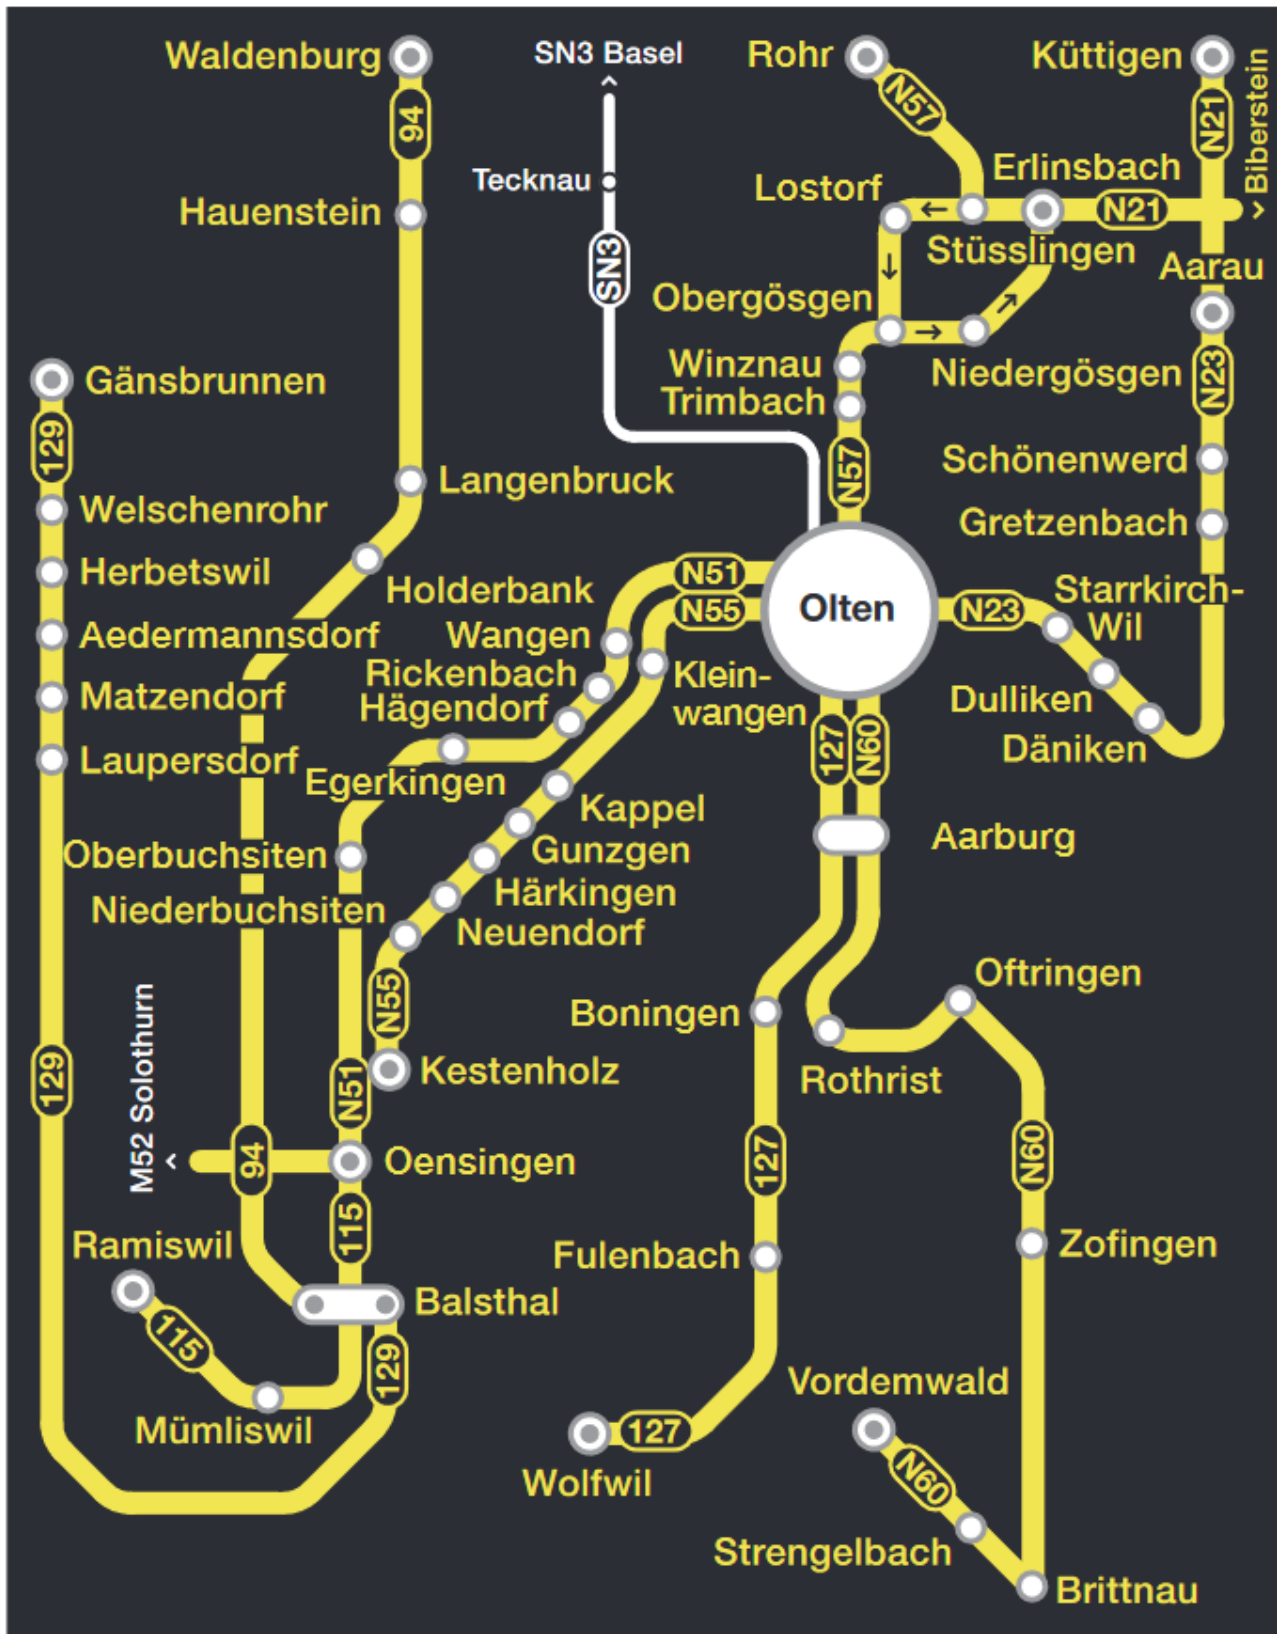 Waldenburg
SN3 Basel
Rohr
Küttigen
94
N57
N21
Biberstein
Tecknau
Erlinsbach
Hauenstein
Lostorf
N21
SN3
Stüsslingen
Aarau
Obergösgen
Gänsbrunnen
Winznau
Niedergösgen
N23
Trimbach
129
Langenbruck
N57
Schönenwerd
Welschenrohr
Gretzenbach
Herbetswil
Holderbank
N51
Starrkirch-
Wil
N55
Olten
N23
Aedermannsdorf
Wangen
Rickenbach
Klein-
wangen
Matzendorf
Hägendorf
Dulliken
Däniken
Laupersdorf
Egerkingen
127
N60
Kappel
Aarburg
Oberbuchsiten
Gunzgen
Härkingen
Niederbuchsiten
Neuendorf
Oftringen
M52 Solothurn
N55
Boningen
129
N51
Kestenholz
Rothrist
94
Oensingen
127
N60
115
Ramiswil
Fulenbach
Zofingen
Balsthal
115
129
Vordemwald
Mümliswil
127
Wolfwil
N60
Strengelbach
Brittnau